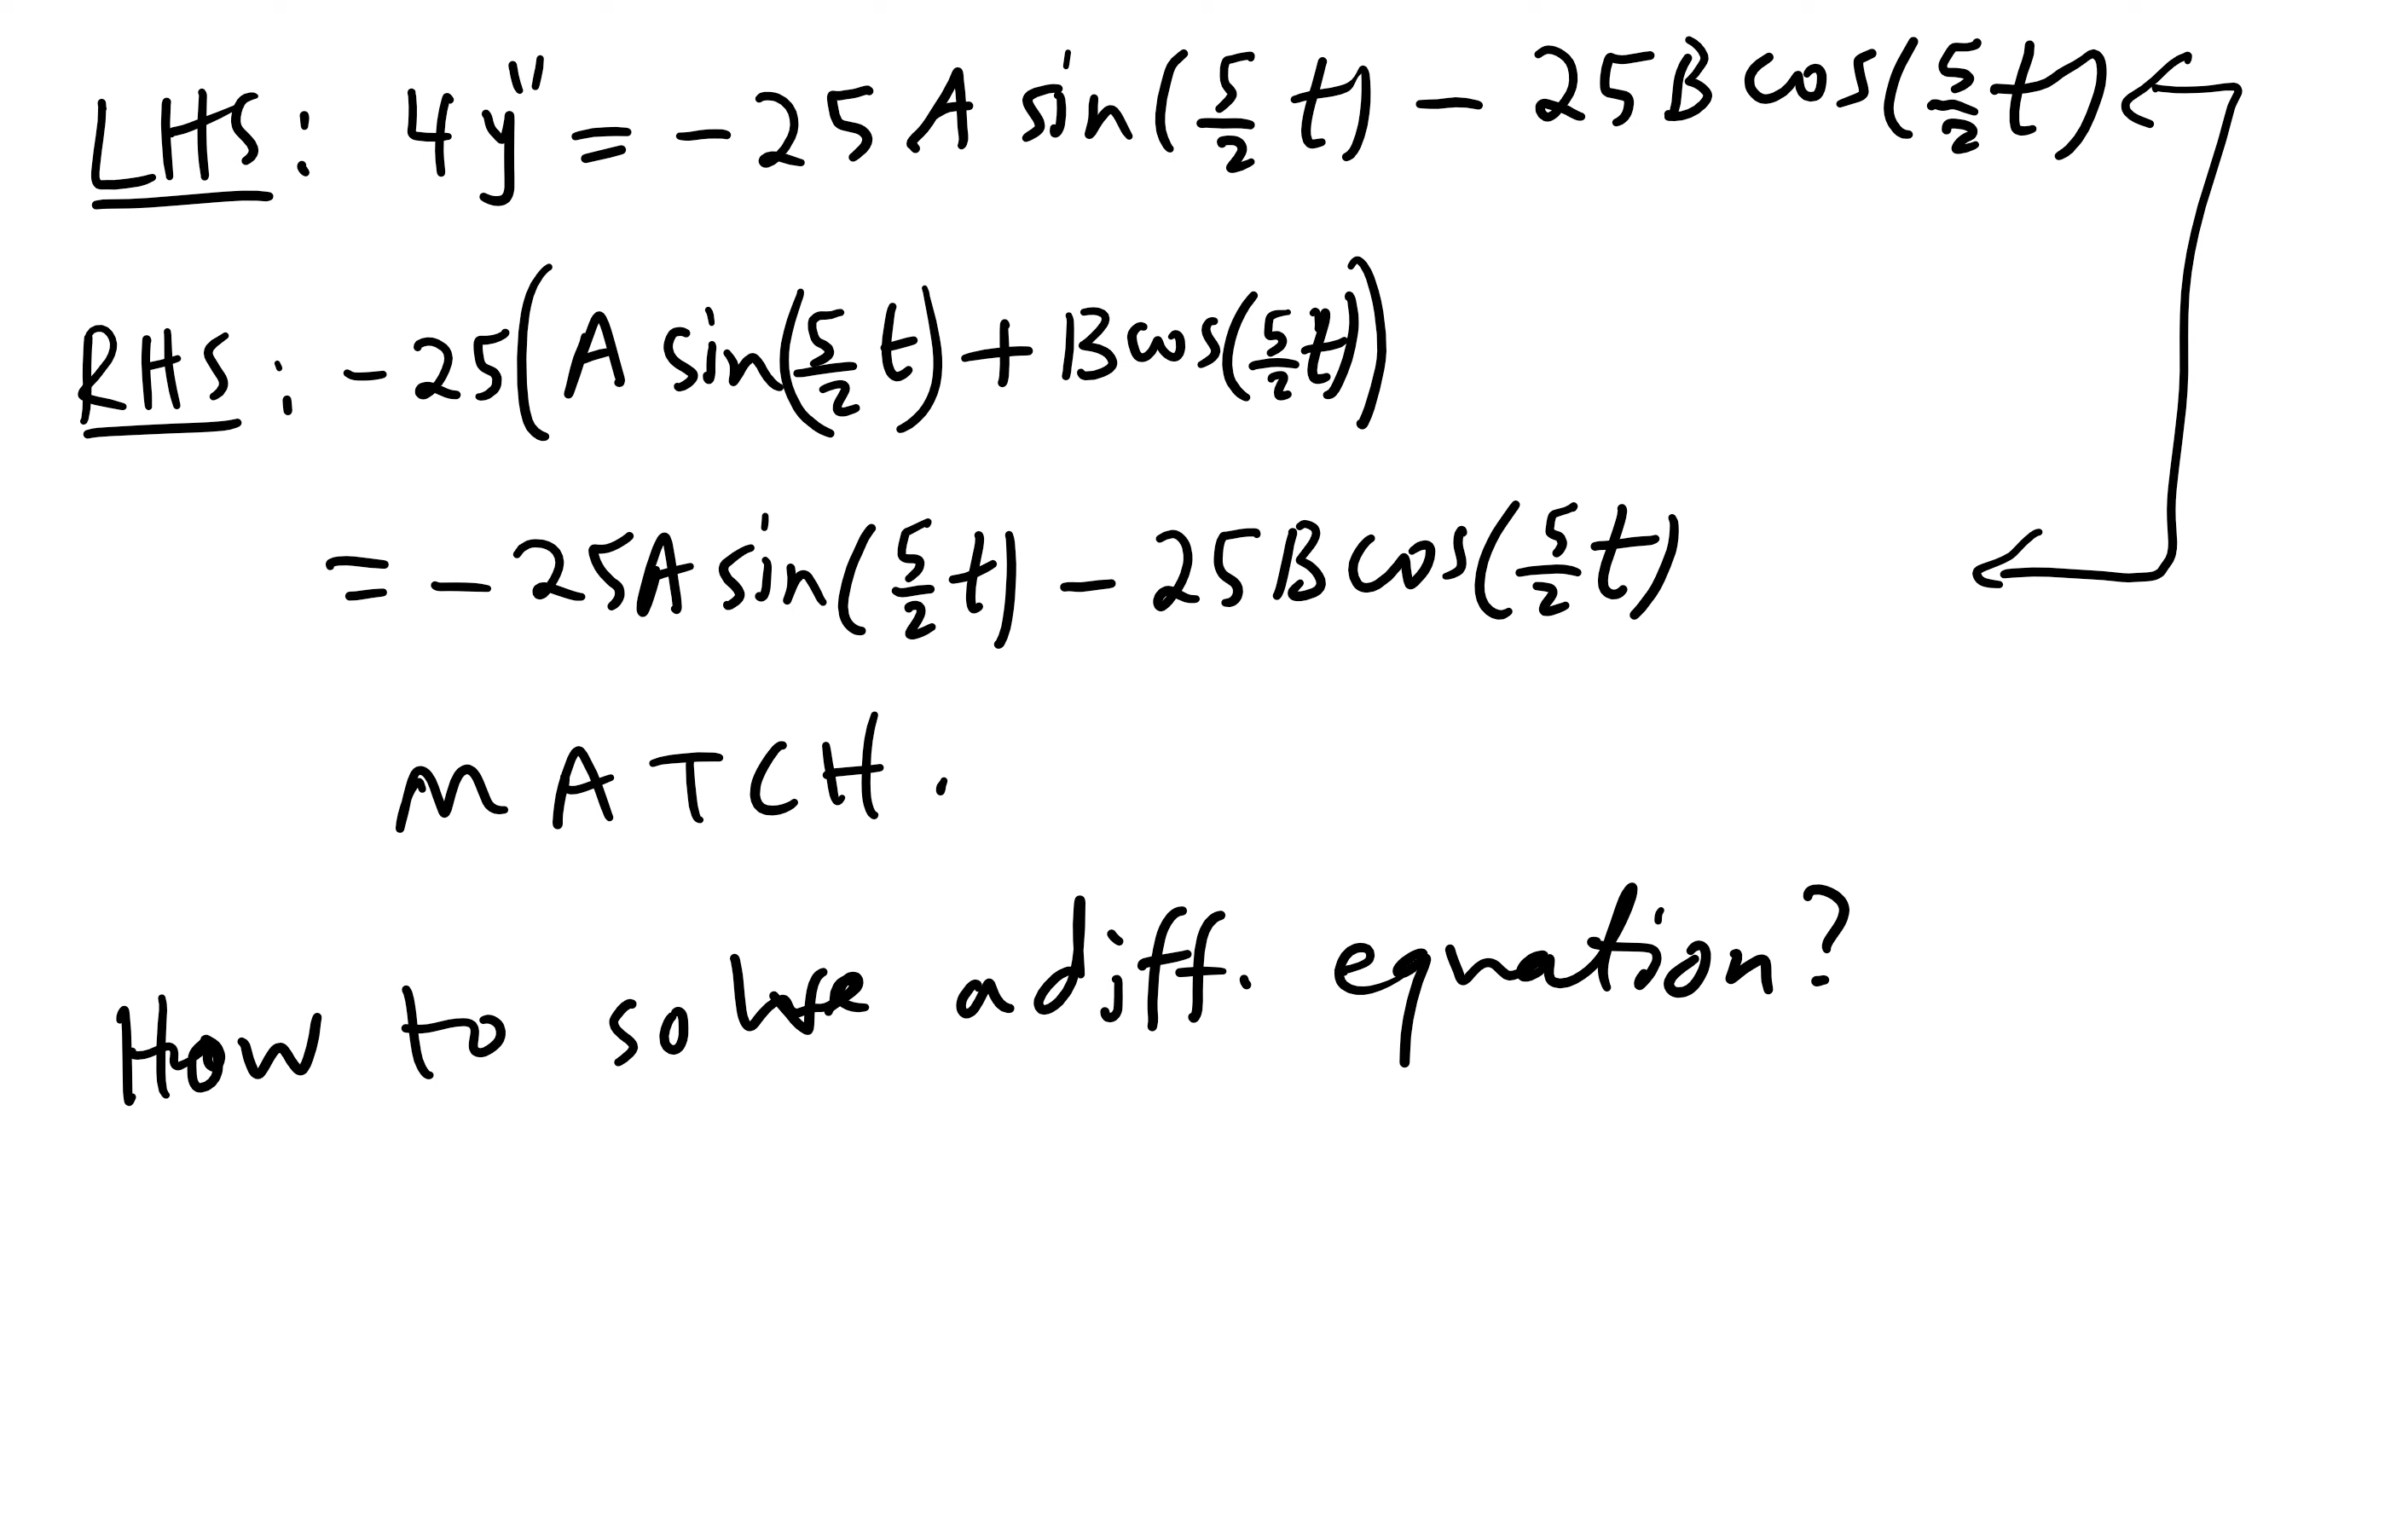 LHS: 4y'' = -25A sin(5/2 t) - 25B cos(5/2 t)
RHS: -25(A sin(5/2 t) + B cos(5/2 t))
= -25A sin(5/2 t) - 25B cos(5/2 t)
MATCH.
How to solve a diff. equation?